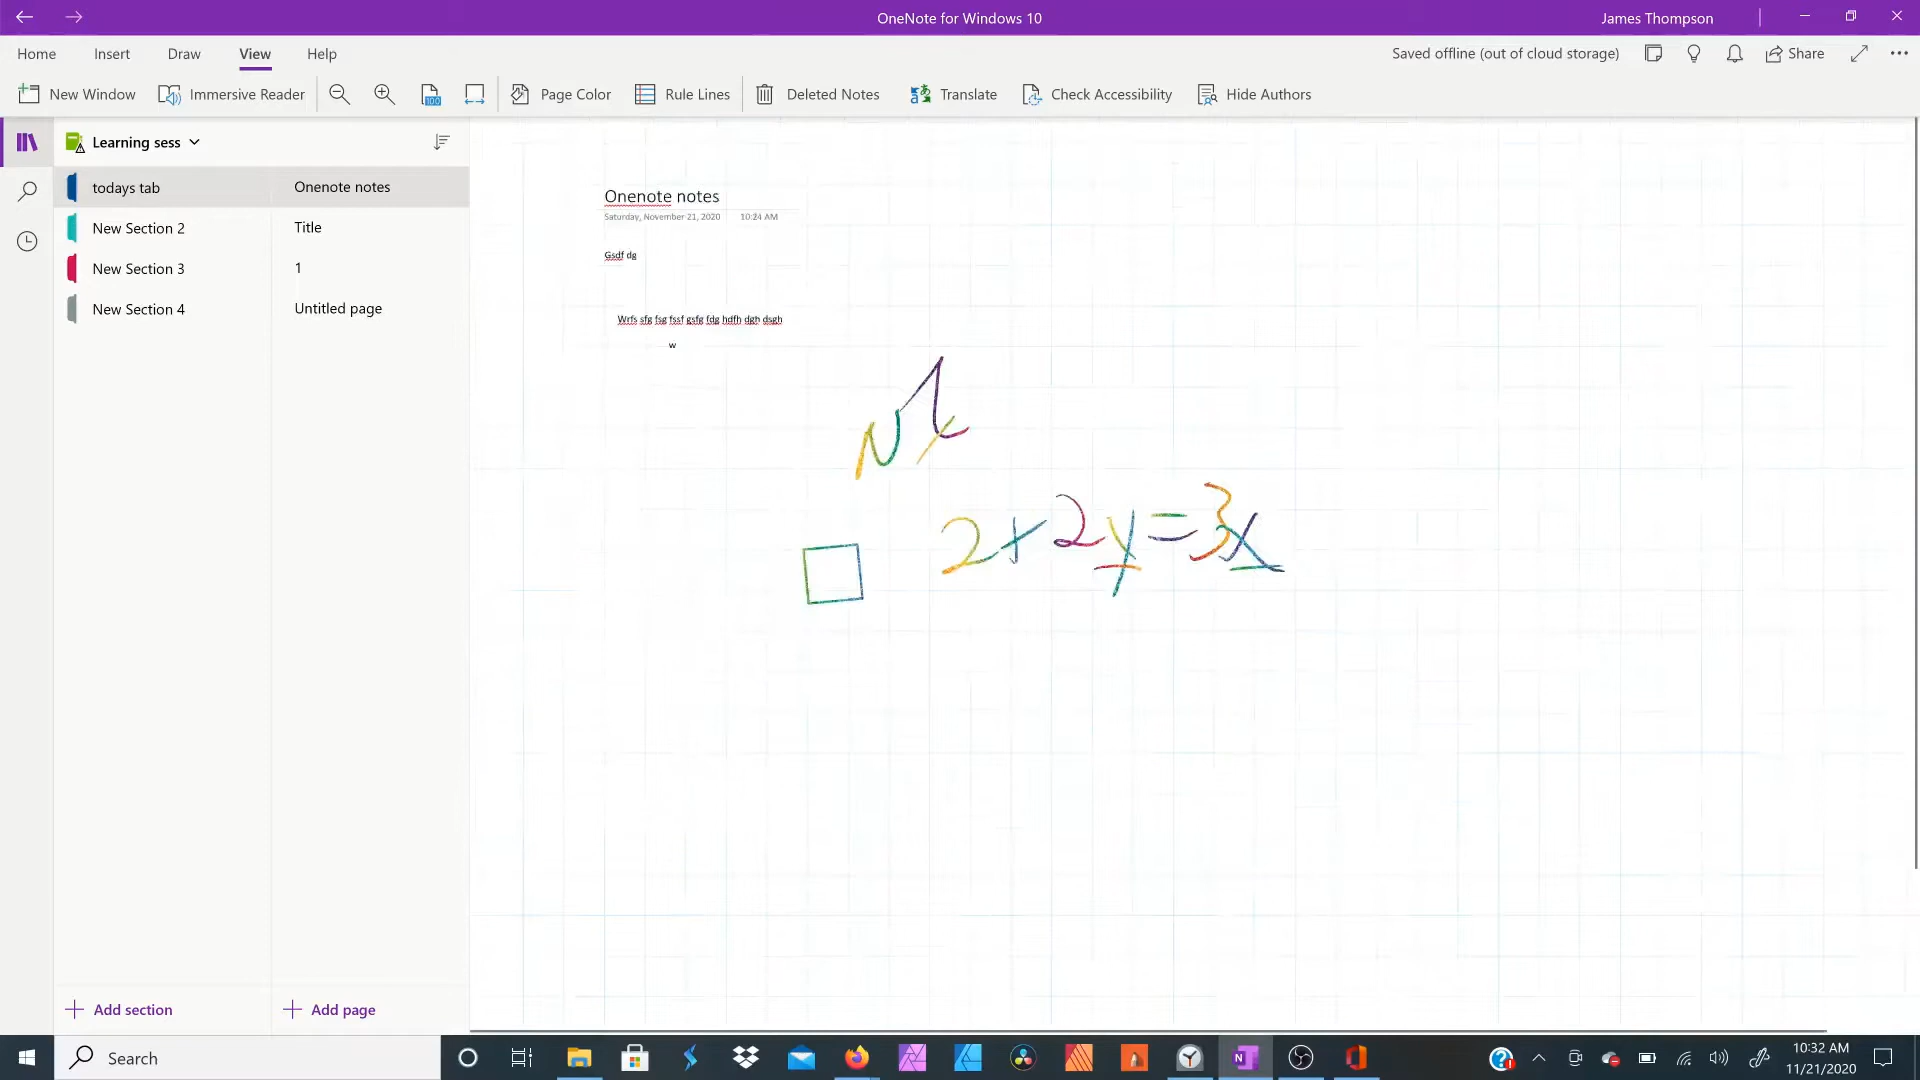 OneNote for Windows 10
James Thompson
Home Insert Draw View Help
Saved offline (out of cloud storage)
Share
New Window Immersive Reader Page Color Rule Lines Deleted Notes Translate Check Accessibility Hide Authors
Learning sess
todays tab
New Section 2
New Section 3
New Section 4
Onenote notes
Title
1
Untitled page
Onenote notes
Saturday, November 21, 2020 10:24 AM
Gsdf dg
Wrfs sfg fsg fssf gsfg fdg hdfh dgh dsgh
w
2+2y=3x
Add section
Add page
Search
10:32 AM
11/21/2020